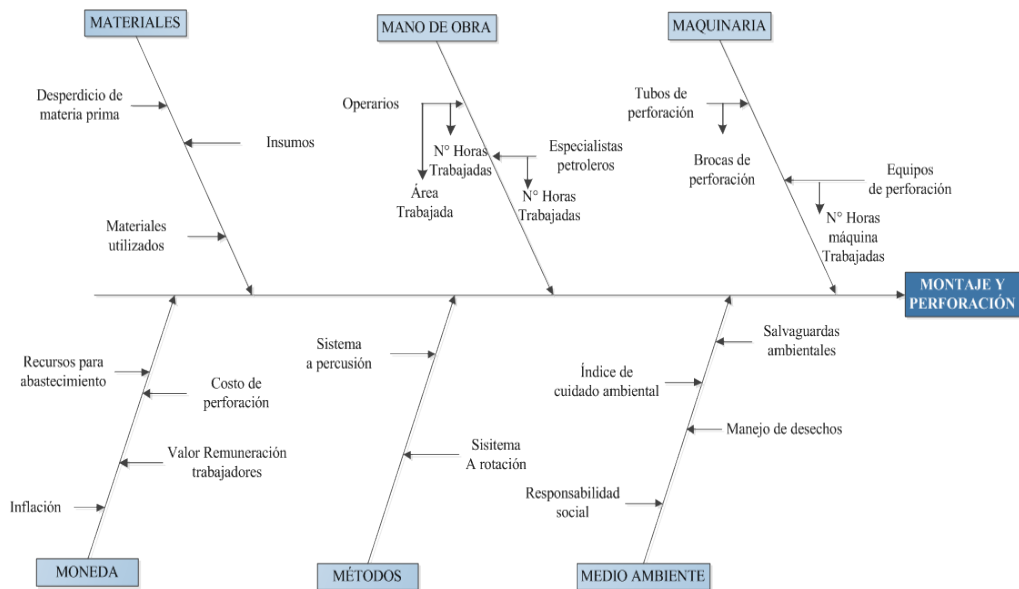 MATERIALES
MANO DE OBRA
MAQUINARIA
Desperdicio de
materia prima
Insumos
Materiales
utilizados
Operarios
N° Horas
Trabajadas
Área
Trabajada
Especialistas
petroleros
N° Horas
Trabajadas
Tubos de
perforación
Brocas de
perforación
Equipos
de perforación
N° Horas
máquina
Trabajadas
MONTAJE Y
PERFORACIÓN
Recursos para
abastecimiento
Costo de
perforación
Valor Remuneración
trabajadores
Inflación
Sistema
a percusión
Sisitema
A rotación
Salvaguardas
ambientales
Índice de
cuidado ambiental
Manejo de desechos
Responsabilidad
social
MONEDA
MÉTODOS
MEDIO AMBIENTE